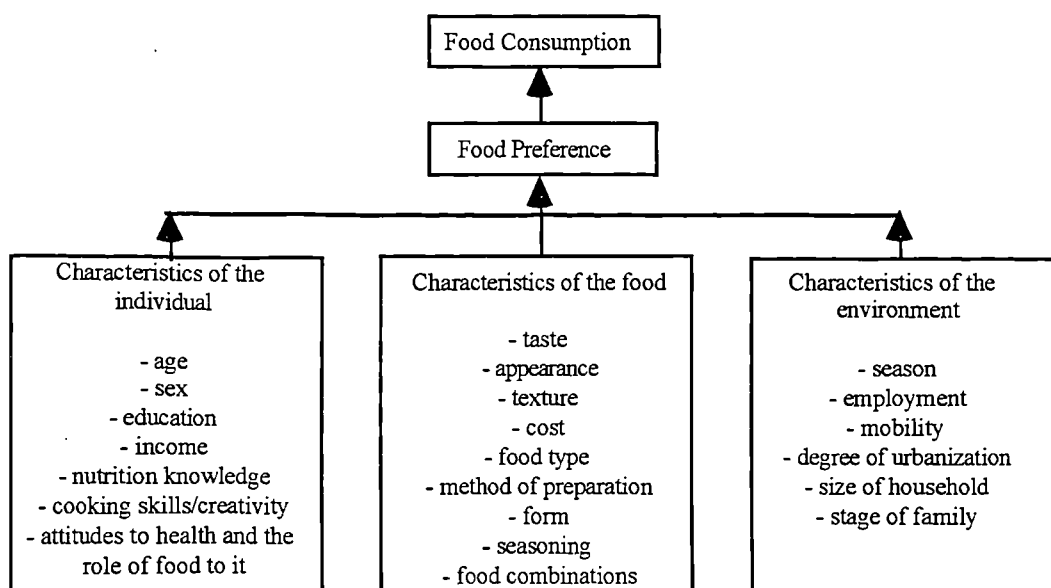 Food Consumption
Food Preference
Characteristics of the
individual
- age
- sex
- education
- income
- nutrition knowledge
- cooking skills/creativity
- attitudes to health and the
role of food to it
Characteristics of the food
- taste
- appearance
- texture
- cost
- food type
- method of preparation
- form
- seasoning
- food combinations
Characteristics of the
environment
- season
- employment
- mobility
- degree of urbanization
- size of household
- stage of family